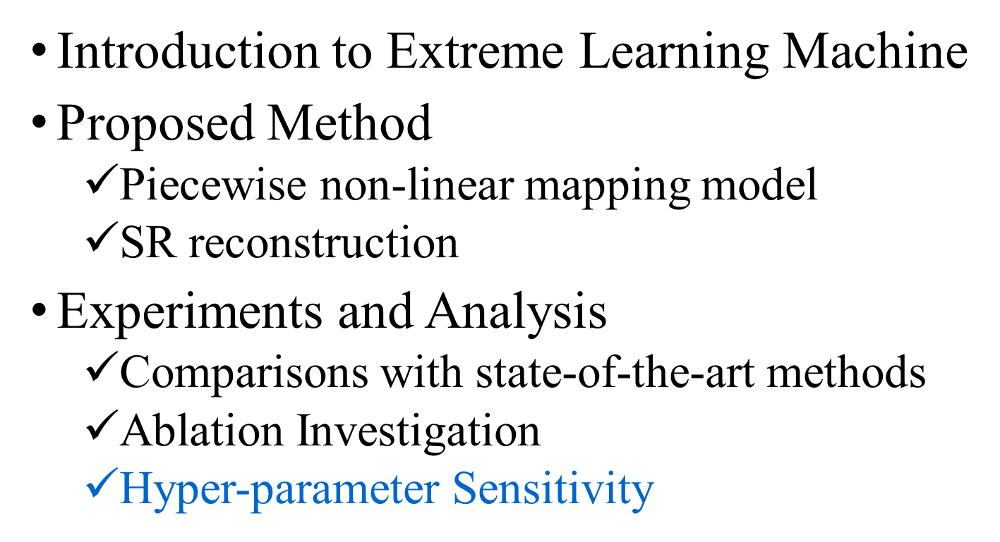 • Introduction to Extreme Learning Machine
• Proposed Method
✓Piecewise non-linear mapping model
✓SR reconstruction
• Experiments and Analysis
✓Comparisons with state-of-the-art methods
✓Ablation Investigation
✓Hyper-parameter Sensitivity